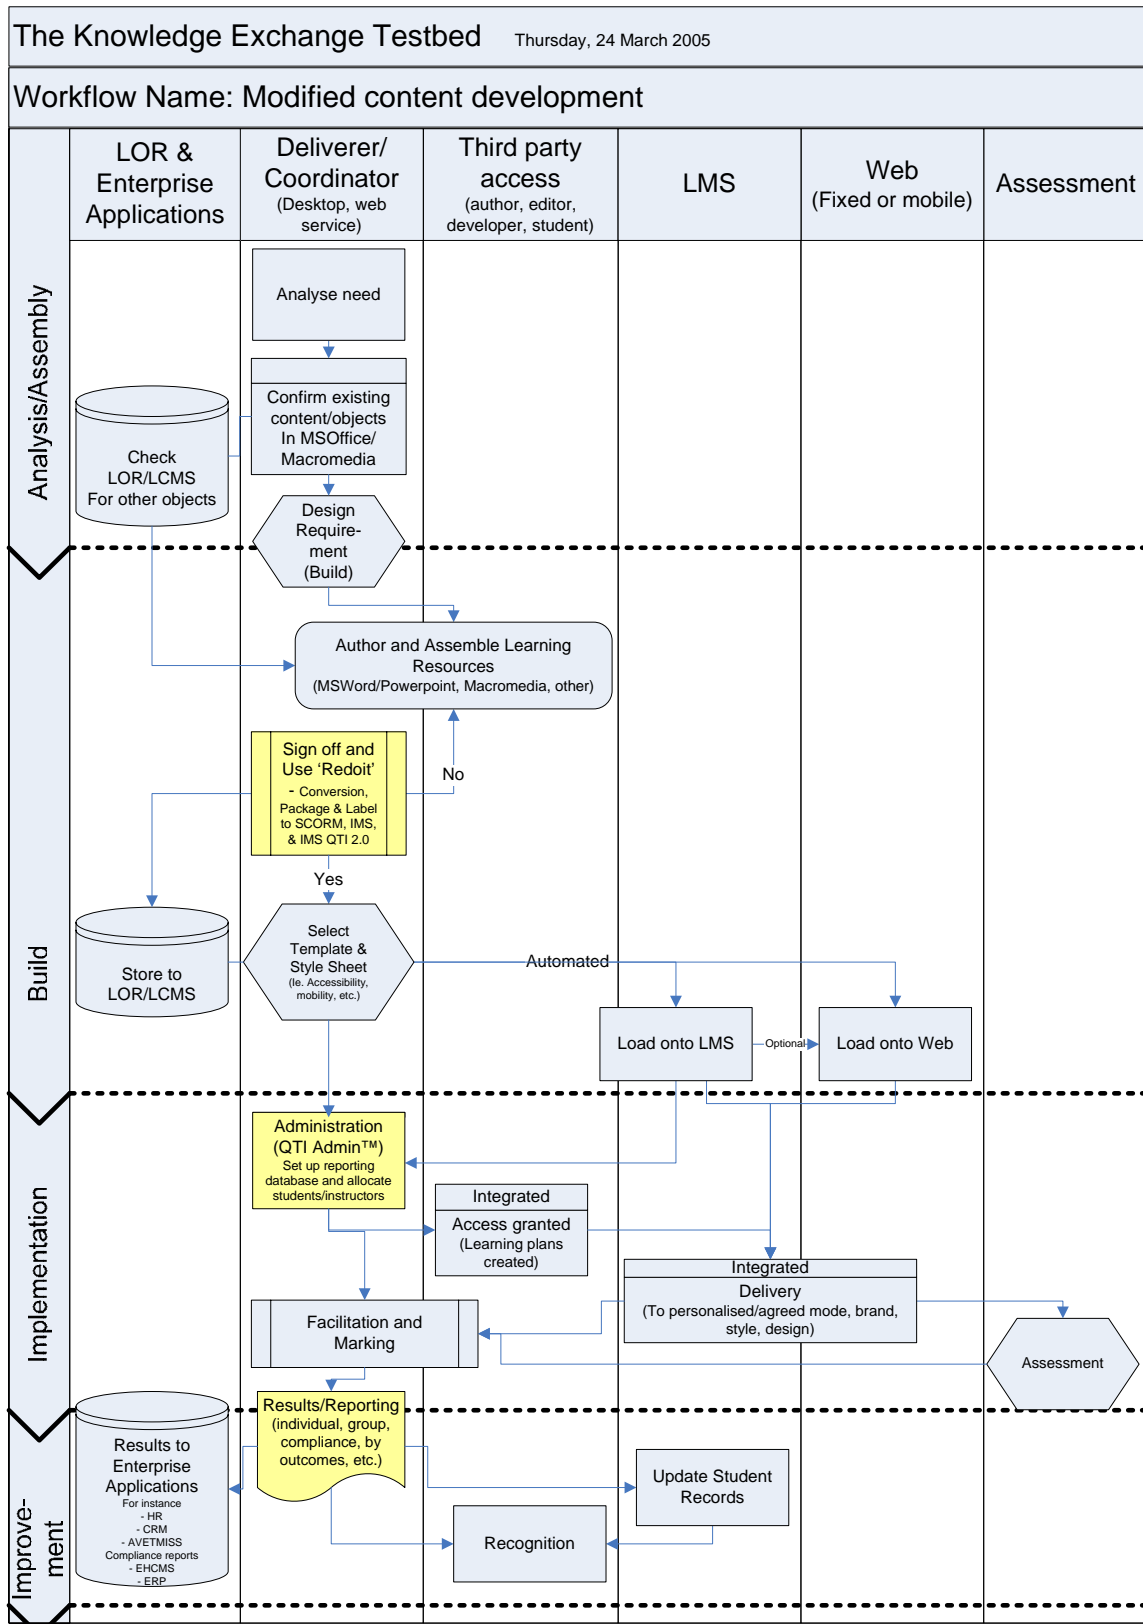 The Knowledge Exchange Testbed Thursday, 24 March 2005
Workflow Name: Modified content development
LOR &
Enterprise
Applications
Deliverer/
Coordinator
(Desktop, web
service)
Third party
access
(author, editor,
developer, student)
LMS
Web
(Fixed or mobile)
Assessment
Analysis/Assembly
Analyse need
Confirm existing
content/objects
In MSOffice/
Macromedia
Check
LOR/LCMS
For other objects
Design
Require-
ment
(Build)
Build
Author and Assemble Learning
Resources
(MSWord/Powerpoint, Macromedia, other)
Sign off and
Use ‘Redoit’
- Conversion,
Package & Label
to SCORM, IMS,
& IMS QTI 2.0
No
Yes
Store to
LOR/LCMS
Select
Template &
Style Sheet
(Ie. Accessibility,
mobility, etc.)
Automated
Load onto LMS
Optional
Load onto Web
Implementation
Administration
(QTI Admin™)
Set up reporting
database and allocate
students/instructors
Integrated
Access granted
(Learning plans
created)
Integrated
Delivery
(To personalised/agreed mode, brand,
style, design)
Facilitation and
Marking
Assessment
Improve-
ment
Results to
Enterprise
Applications
For instance
- HR
- CRM
- AVETMISS
Compliance reports
- EHCMS
- ERP
Results/Reporting
(individual, group,
compliance, by
outcomes, etc.)
Update Student
Records
Recognition